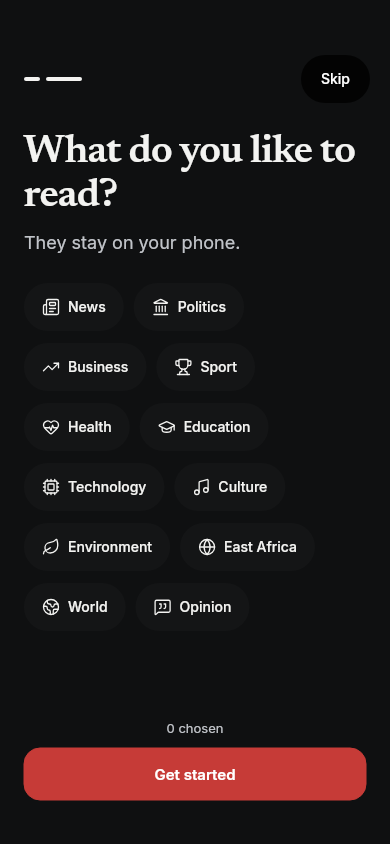 Skip
What do you like to
read?
They stay on your phone.
News
Politics
Business
Sport
Health
Education
Technology
Culture
Environment
East Africa
World
Opinion
0 chosen
Get started